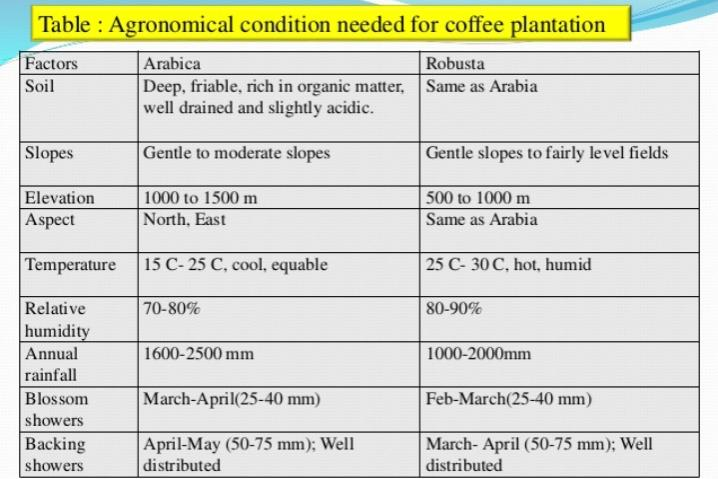 Table : Agronomical condition needed for coffee plantation
Factors Arabica Robusta
Soil Deep, friable, rich in organic matter, Same as Arabia
well drained and slightly acidic.
Slopes Gentle to moderate slopes Gentle slopes to fairly level fields
Elevation 1000 to 1500 m 500 to 1000 m
Aspect North, East Same as Arabia
Temperature 15 C- 25 C, cool, equable 25 C- 30 C, hot, humid
Relative 70-80% 80-90%
humidity
Annual 1600-2500 mm 1000-2000mm
rainfall
Blossom March-April(25-40 mm) Feb-March(25-40 mm)
showers
Backing April-May (50-75 mm); Well March- April (50-75 mm); Well
showers distributed distributed